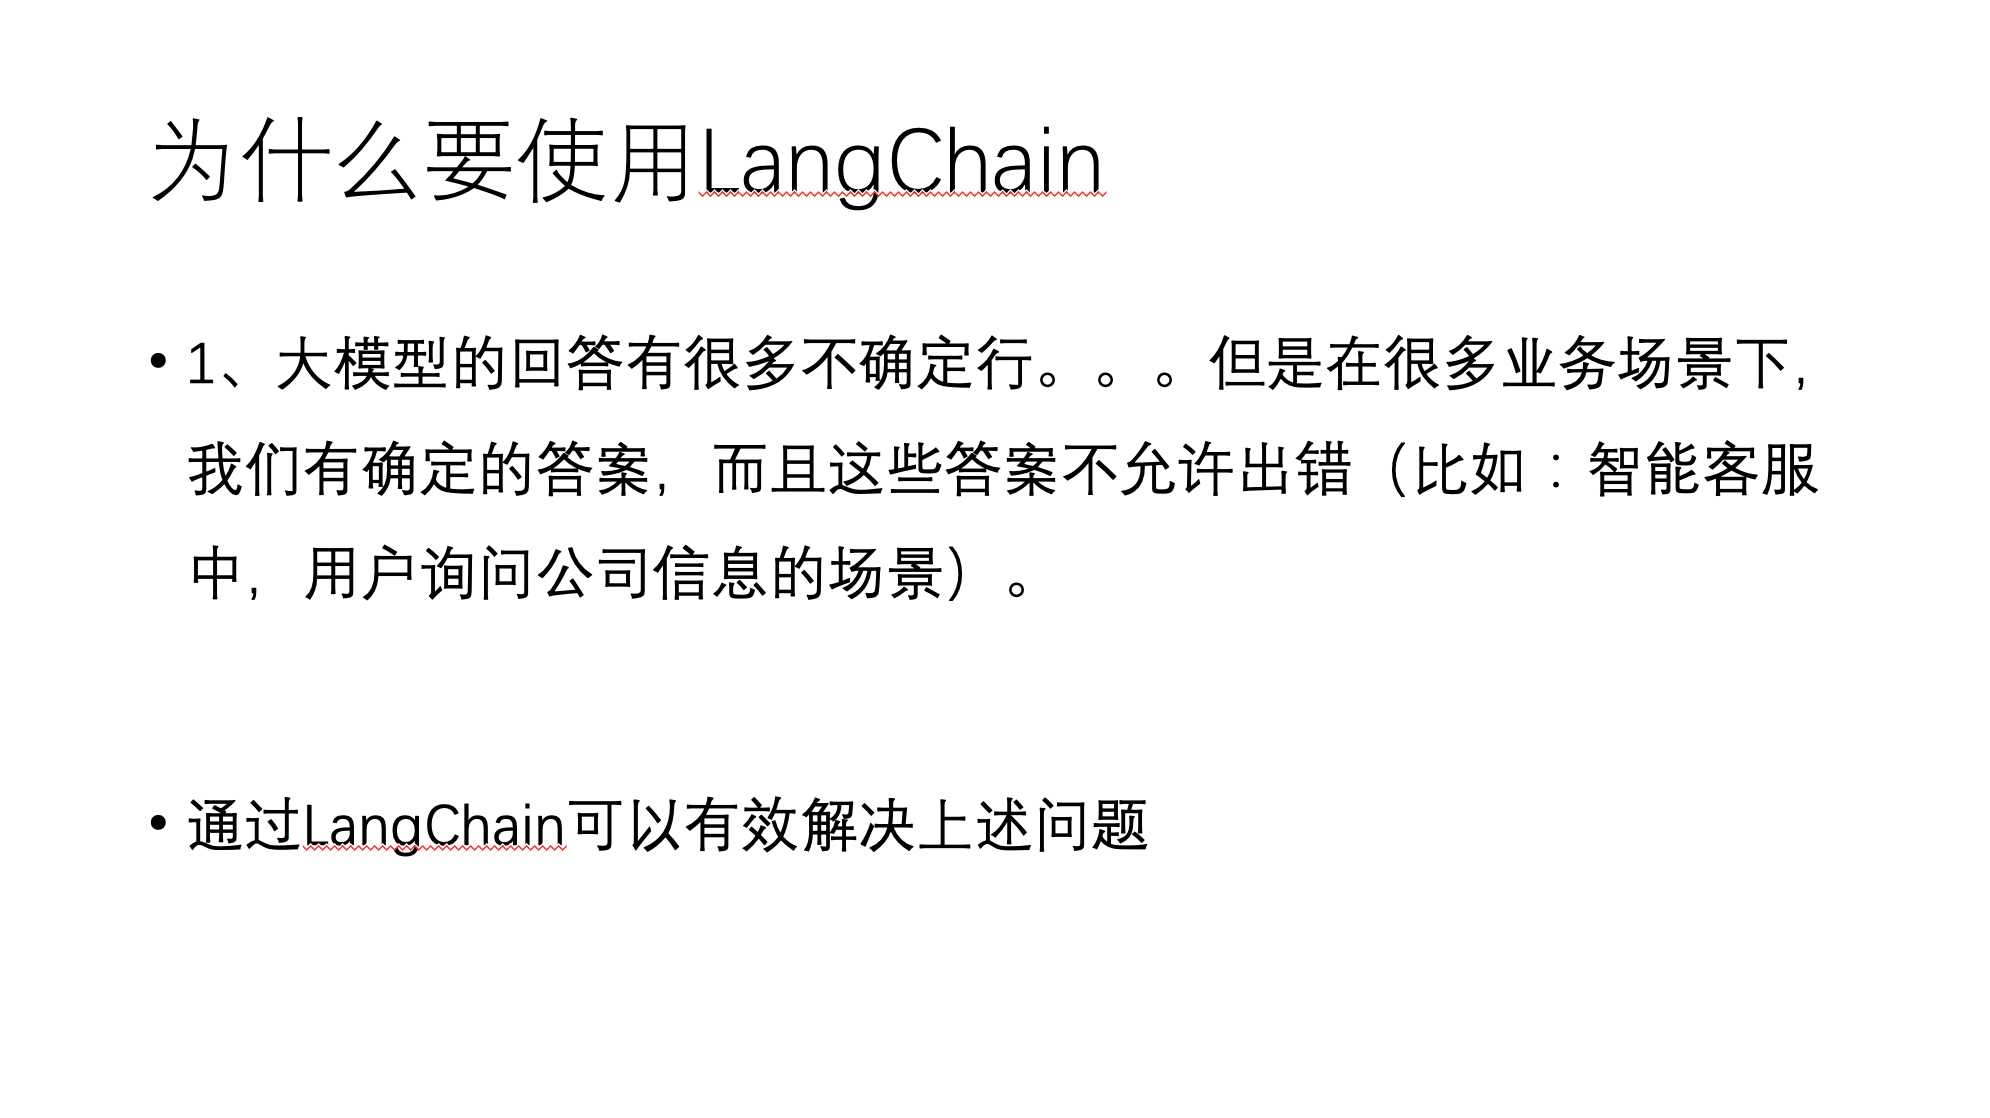 为什么要使用LangChain
• 1、大模型的回答有很多不确定行。。。但是在很多业务场景下，
我们有确定的答案，而且这些答案不允许出错（比如：智能客服
中，用户询问公司信息的场景）。
• 通过LangChain可以有效解决上述问题